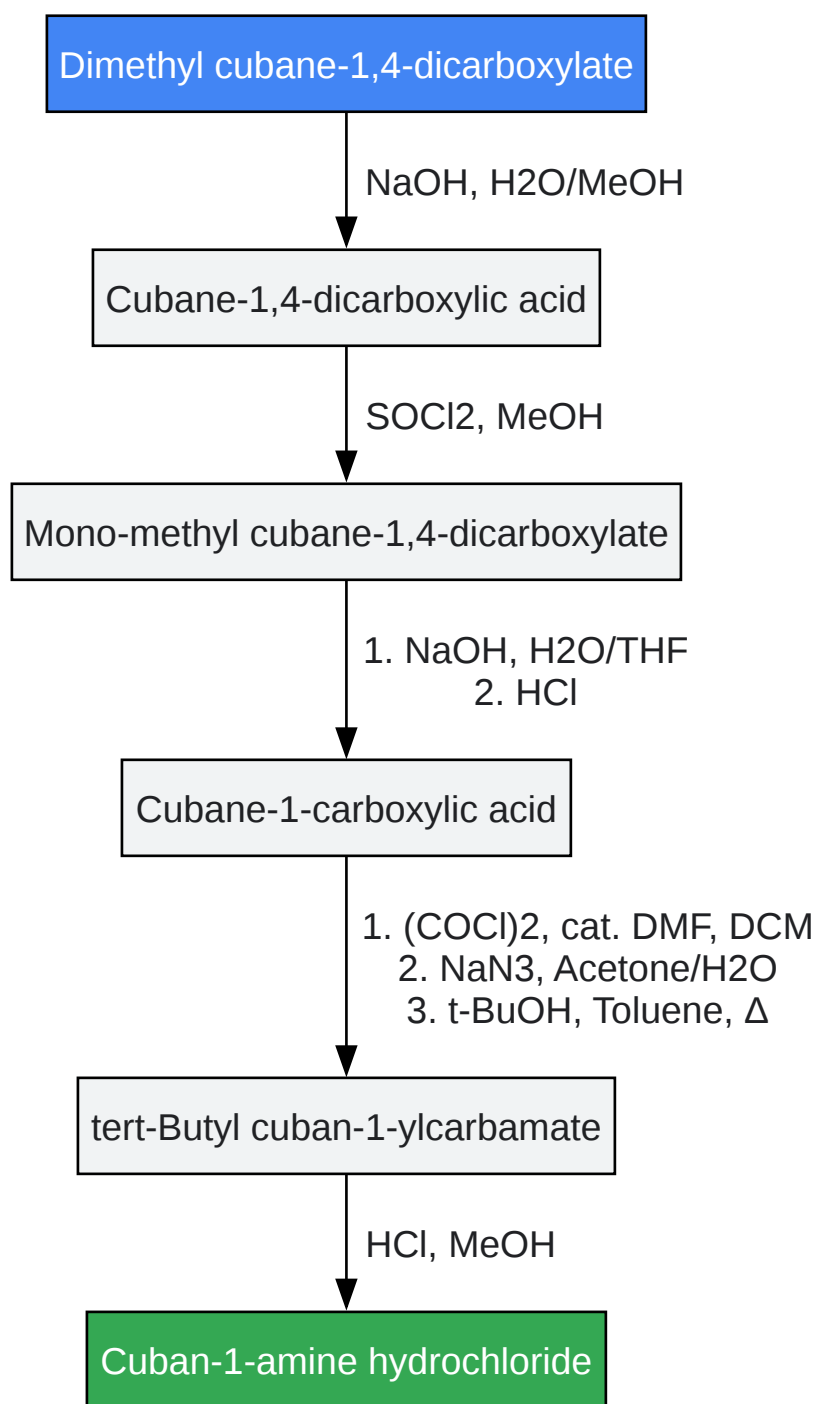 Dimethyl cubane-1,4-dicarboxylate
NaOH, H2O/MeOH
Cubane-1,4-dicarboxylic acid
SOCl2, MeOH
Mono-methyl cubane-1,4-dicarboxylate
1. NaOH, H2O/THF
2. HCl
Cubane-1-carboxylic acid
1. (COCl)2, cat. DMF, DCM
2. NaN3, Acetone/H2O
3. t-BuOH, Toluene, Δ
tert-Butyl cuban-1-ylcarbamate
HCl, MeOH
Cuban-1-amine hydrochloride